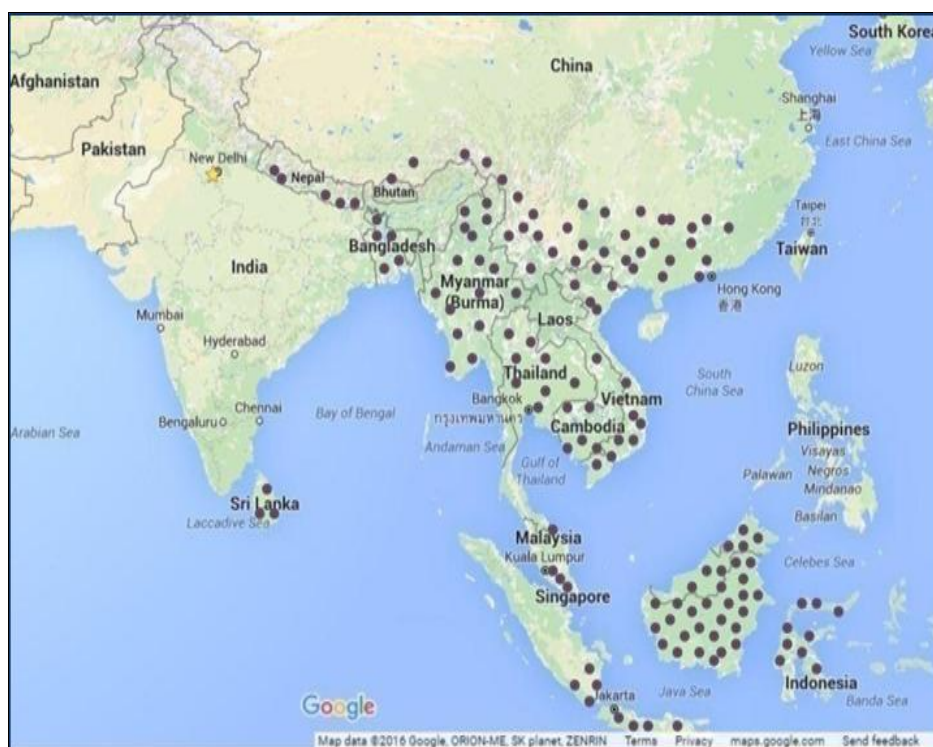 South Korea
Yellow Sea
China
Afghanistan
Shanghai
上海
East China Sea
Pakistan
New Delhi
Nepal
Bhutan
Taipei
台北
Bangladesh
Taiwan
India
Myanmar
(Burma)
Hong Kong
香港
Mumbai
Laos
Hyderabad
Luzon
Thailand
South
China Sea
Bangkok
กรุงเทพมหานคร
Vietnam
Bengaluru
Chennai
Bay of Bengal
Arabian Sea
Andaman Sea
Cambodia
Philippines
Gulf of
Thailand
Visayas
Palawan
Negros
Mindanao
Sri Lanka
Laccadive Sea
Basilan
Malaysia
Kuala Lumpur
Celebes Sea
Singapore
Indonesia
Jakarta
Java Sea
Banda Sea
Google
Map data ©2016 Google, ORION-ME, SK planet, ZENRIN Terms Privacy maps.google.com Send feedback